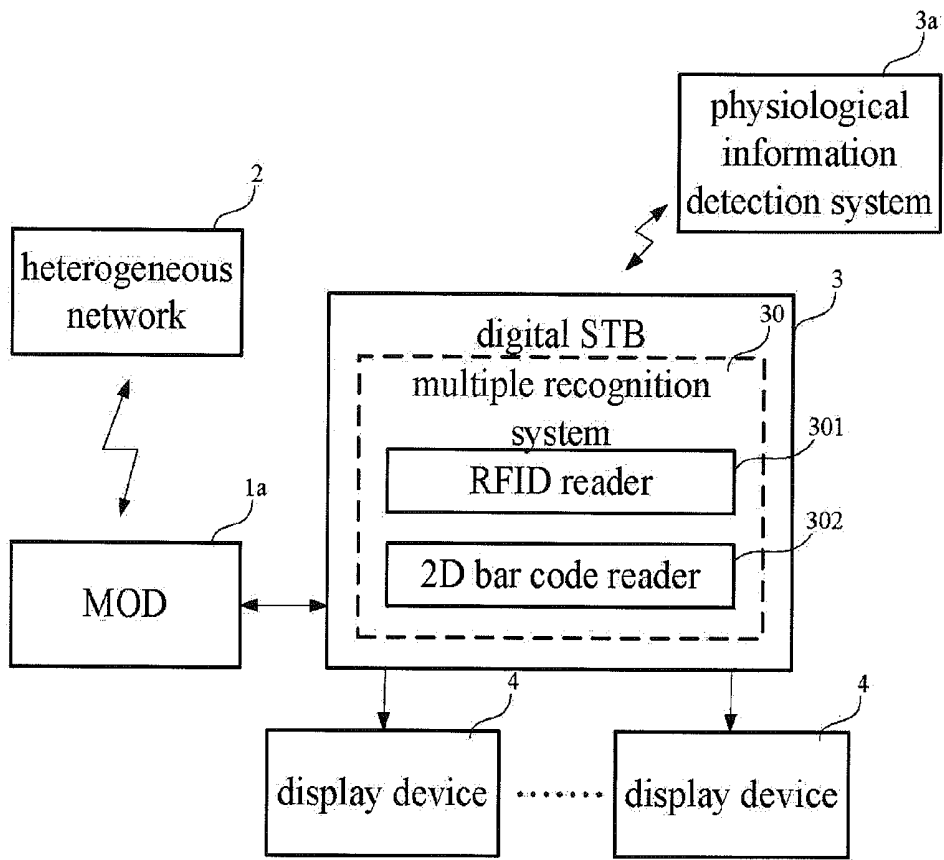 3a
physiological
information
detection system
2
heterogeneous
network
3
digital STB
30
multiple recognition
system
301
RFID reader
302
2D bar code reader
1a
MOD
4
display device
4
display device